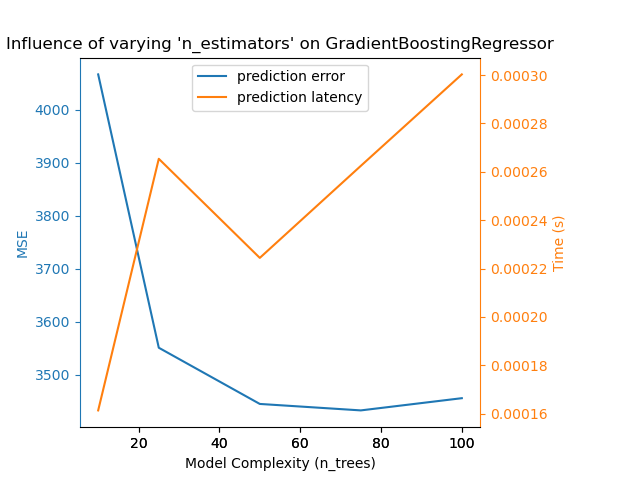 Influence of varying 'n_estimators' on GradientBoostingRegressor
prediction error
prediction latency
MSE
4000
3900
3800
3700
3600
3500
0.00030
0.00028
0.00026
0.00024
0.00022
0.00020
0.00018
0.00016
Time (s)
20 40 60 80 100
Model Complexity (n_trees)